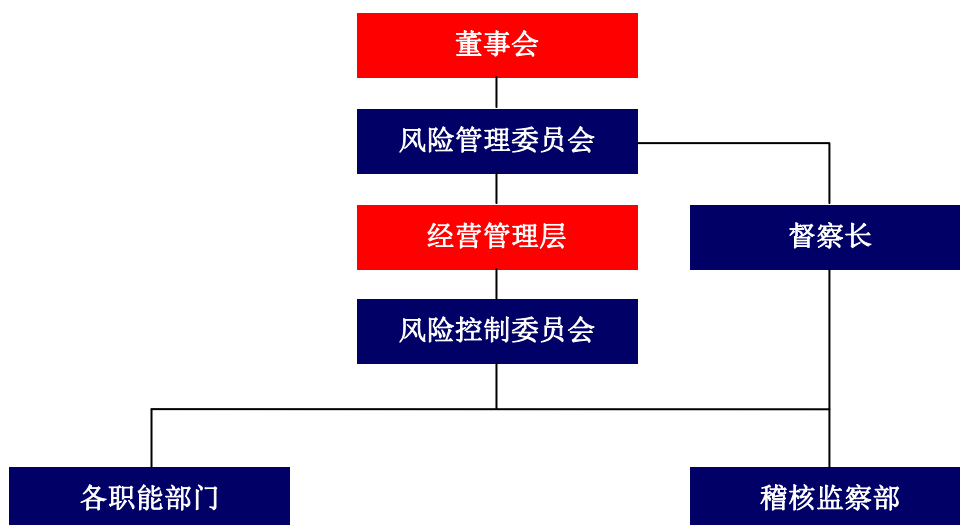 董事会
风险管理委员会
经营管理层
督察长
风险控制委员会
各职能部门
稽核监察部